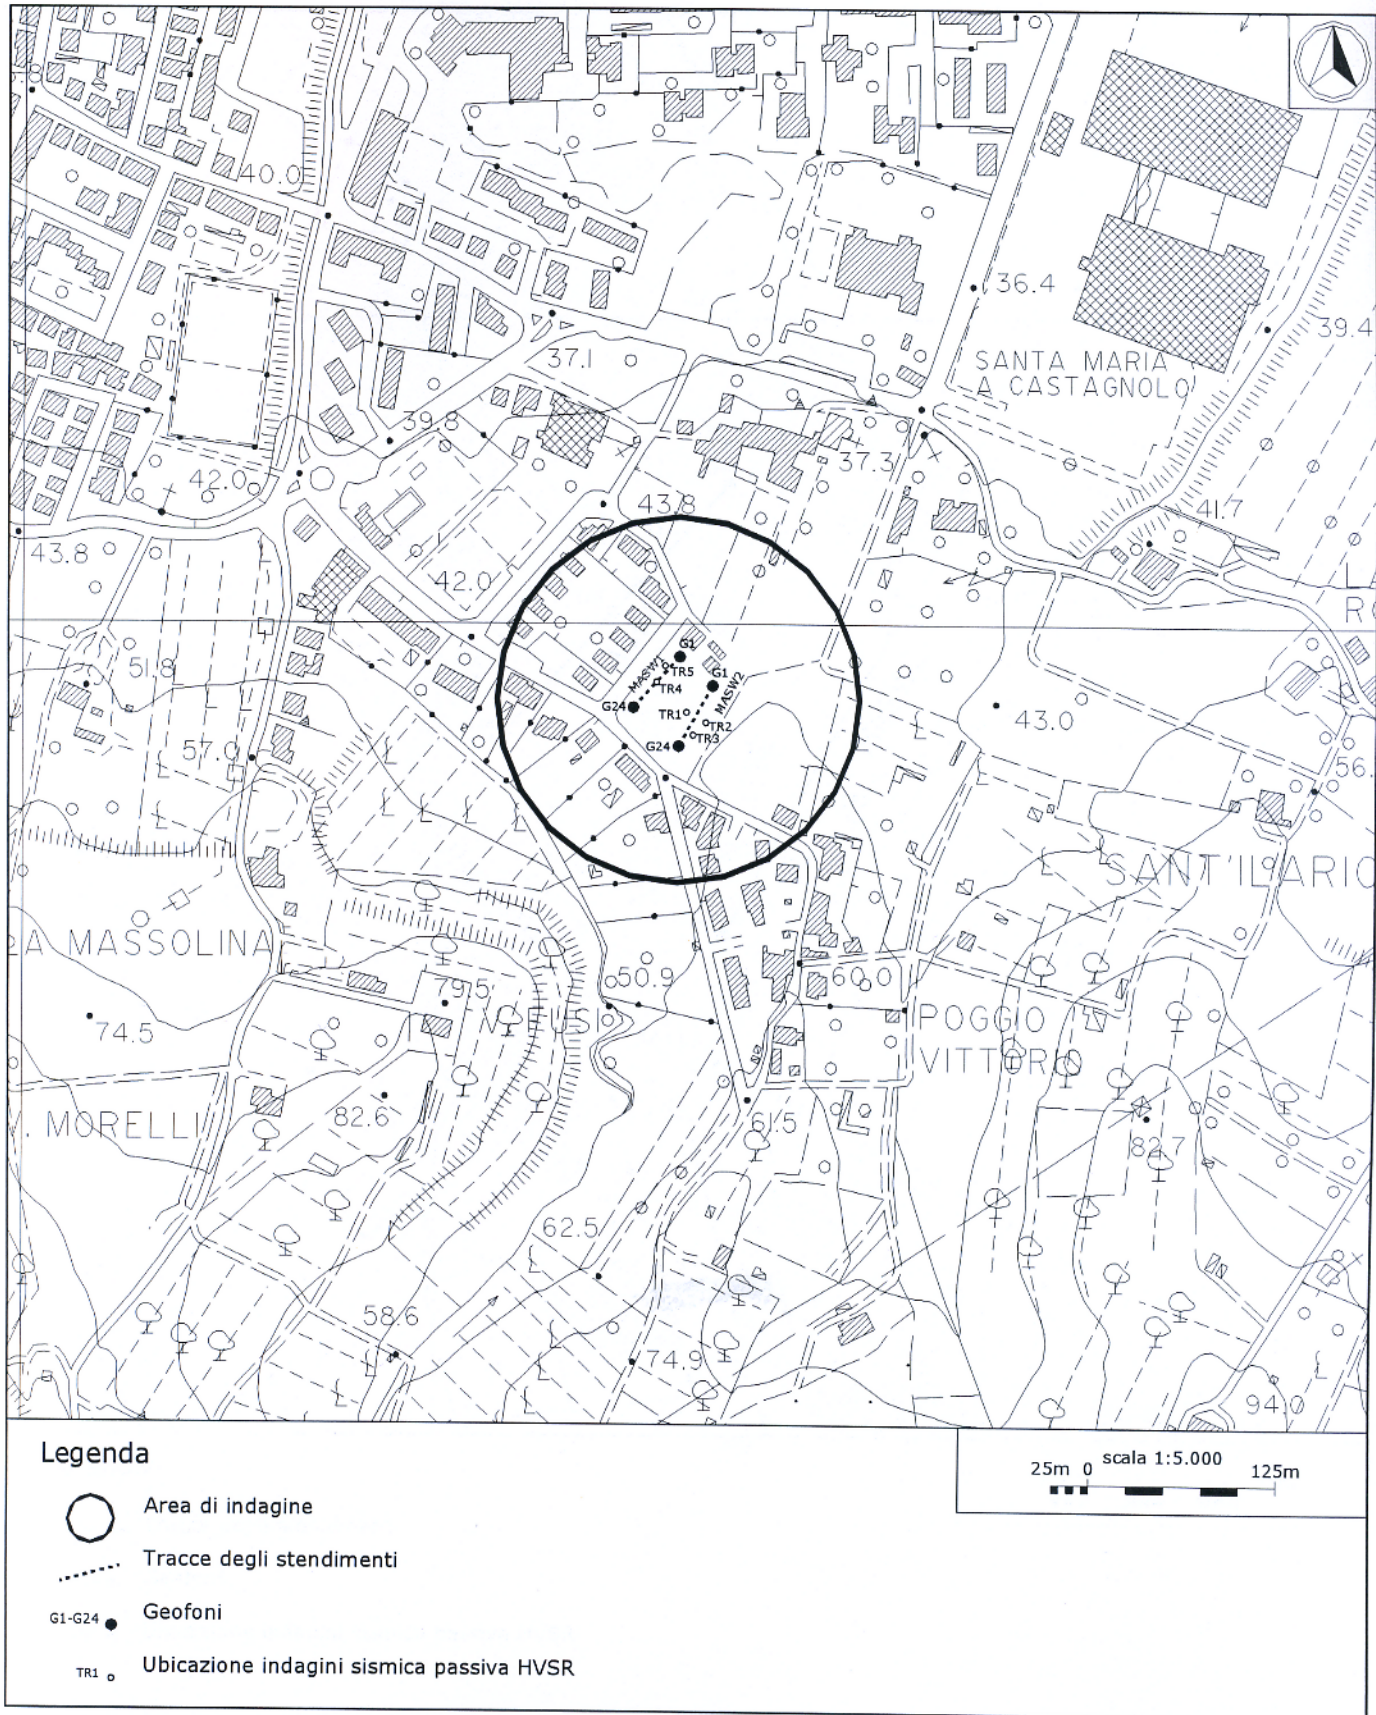 40.0
36.4
39.4
37.1
SANTA MARIA
A CASTAGNOLO
39.8
37.3
42.0
43.8
41.7
43.8
42.0
51.8
G1
MASW1
TR5
TR4
G1
MASW2
G24
TR1
TR2
TR3
G24
43.0
57.0
56.
SANT'ILARIO
A MASSOLINA
79.5
50.9
60.0
74.5
POGGIO
VITTORIO
82.6
. MORELLI
61.5
82.7
62.5
58.6
74.9
94.0
Legenda
scala 1:5.000
25m 0 125m
Area di indagine
Tracce degli stendimenti
G1-G24 Geofoni
TR1 Ubicazione indagini sismica passiva HVSR